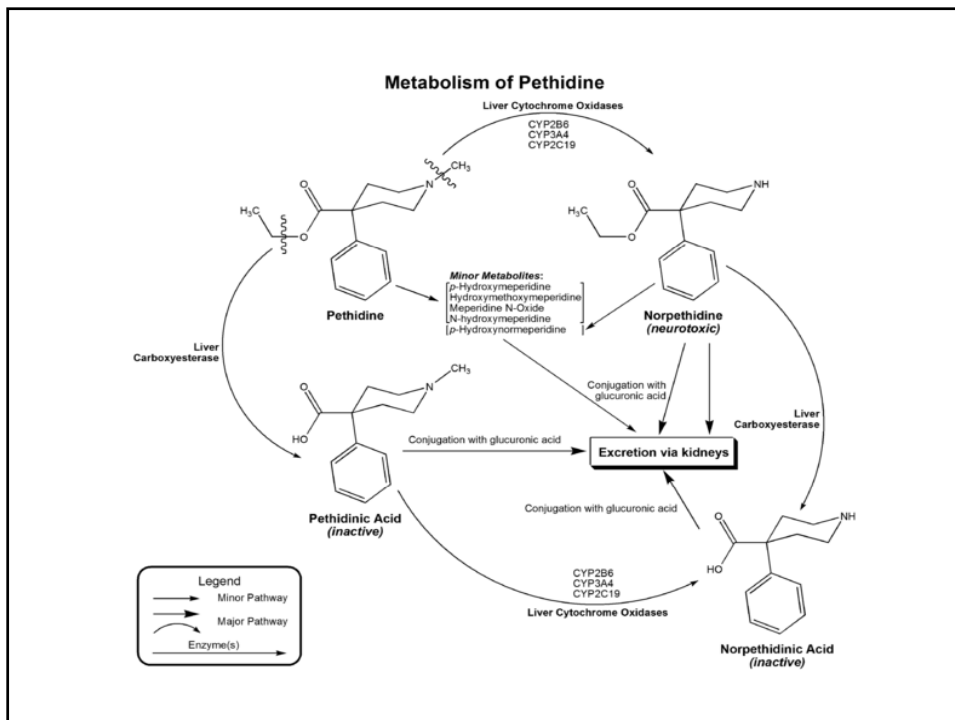 Metabolism of Pethidine
Liver Cytochrome Oxidases
CYP2B6
CYP3A4
CYP2C19
CH₃
N
O
H₃C
O
Pethidine
NH
O
O
Norpethidine
(neurotoxic)
Minor Metabolites:
p-Hydroxymeperidine
Hydroxymethoxymeperidine
Meperidine N-Oxide
N-hydroxymeperidine
p-Hydroxynormeperidine
Liver
Carboxyesterase
Conjugation with
glucuronic acid
Liver
Carboxyesterase
CH₃
N
O
HO
Pethidinic Acid
(inactive)
Conjugation with glucuronic acid
Excretion via kidneys
Conjugation with glucuronic acid
NH
O
HO
Norpethidinic Acid
(inactive)
CYP2B6
CYP3A4
CYP2C19
Liver Cytochrome Oxidases
Legend
Minor Pathway
Major Pathway
Enzyme(s)